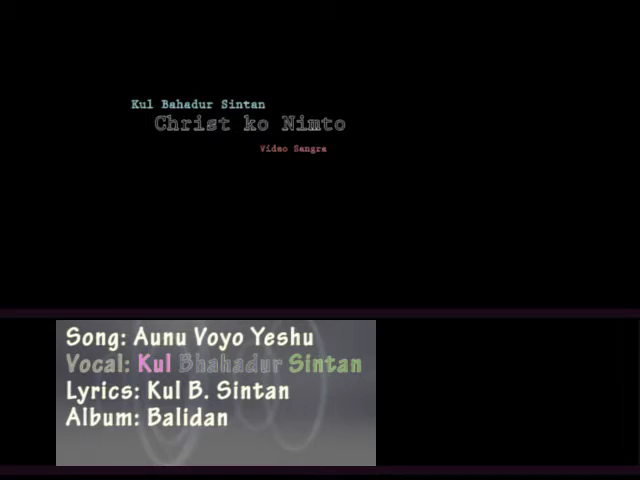 Kul Bahadur Sintan
Christ ko Nimto
Video Sangra
Song: Aunu Voyo Yeshu
Vocal: Kul Bhahadur Sintan
Lyrics: Kul B. Sintan
Album: Balidan